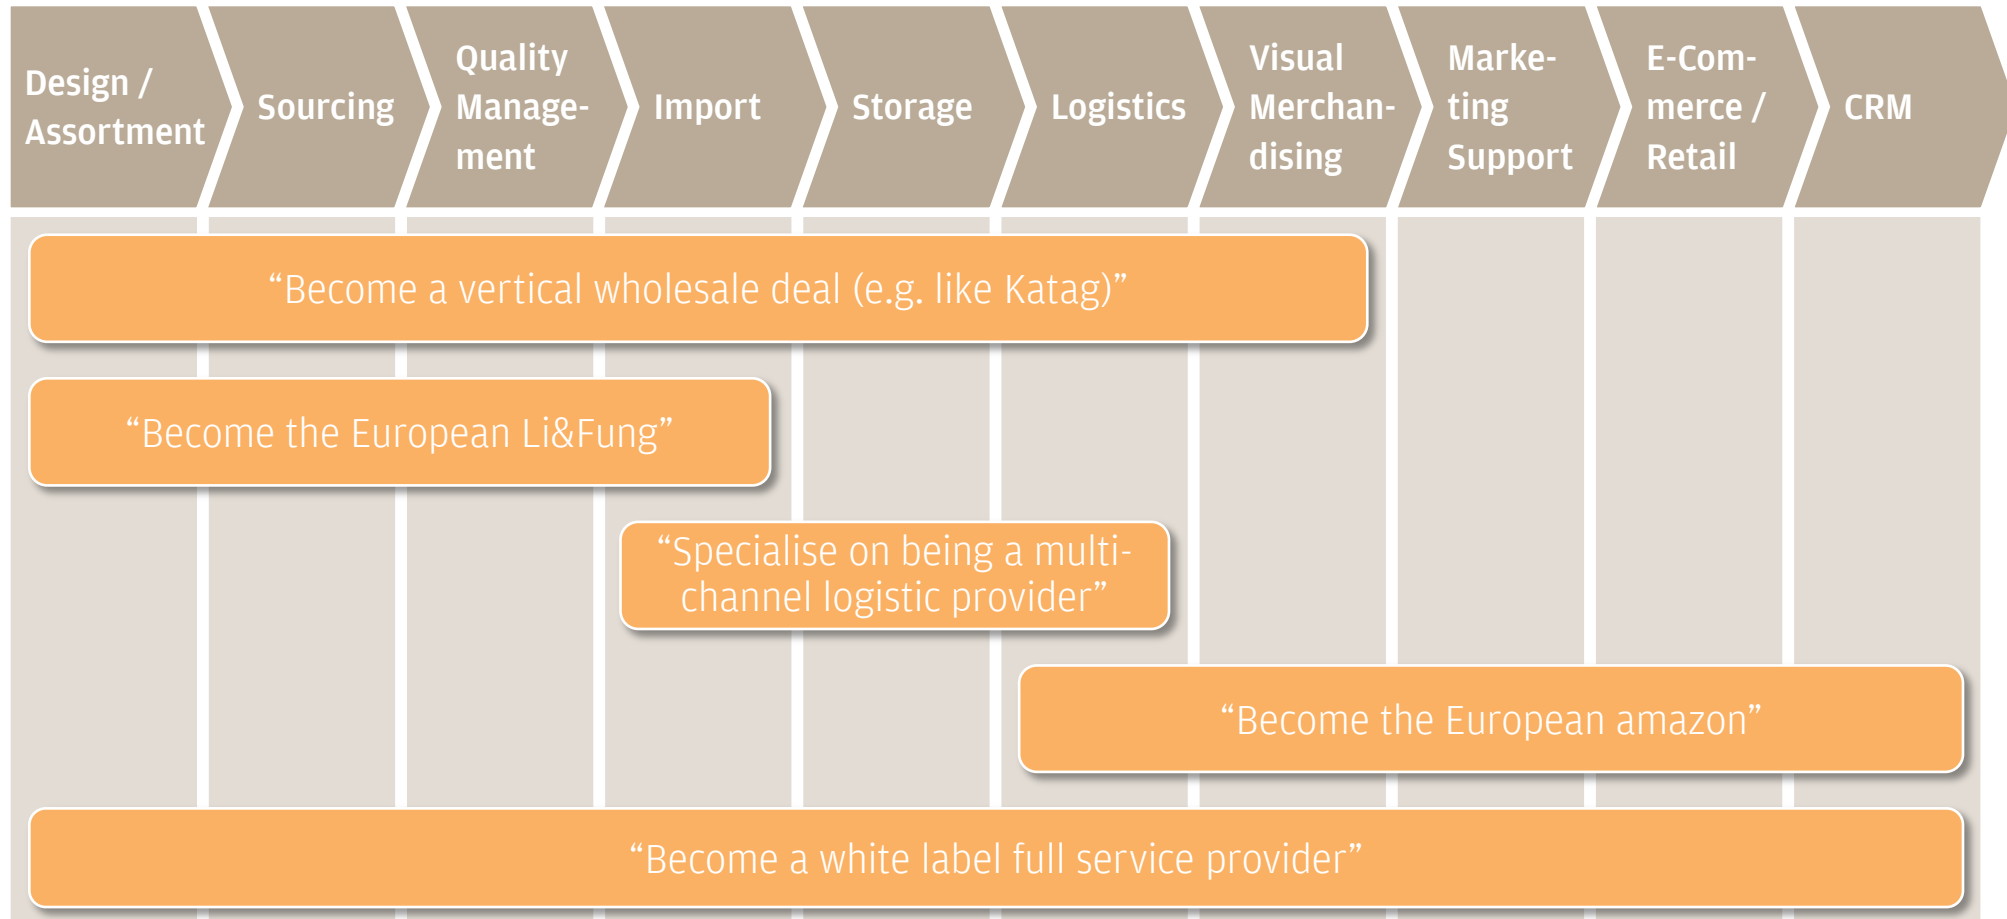 Design /
Assortment
Sourcing
Quality
Manage-
ment
Import
Storage
Logistics
Visual
Merchan-
dising
Marke-
ting
Support
E-Com-
merce /
Retail
CRM
“Become a vertical wholesale deal (e.g. like Katag)”
“Become the European Li&Fung”
“Specialise on being a multi-
channel logistic provider”
“Become the European amazon”
“Become a white label full service provider”